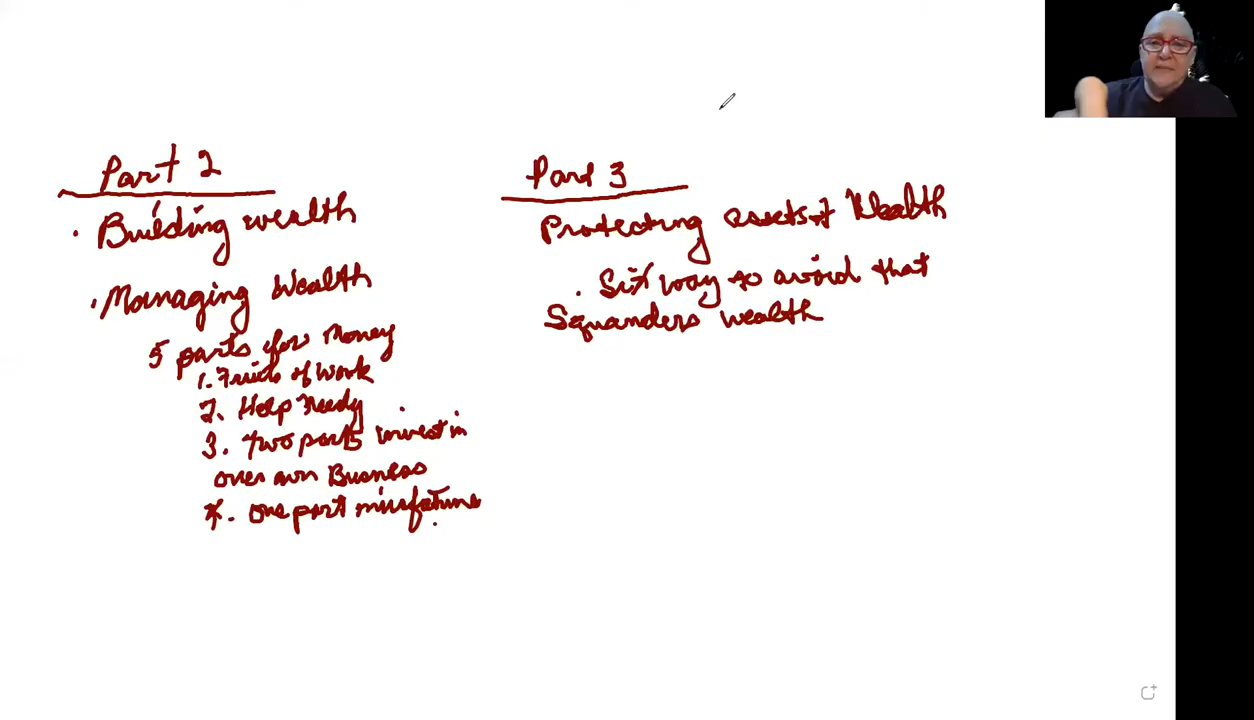 Part 2
• Building wealth
• Managing Wealth
5 parts for Money
1. Fruits of Work
2. Help Needy
3. Two parts invest in
ones own Business
4. One part misfortune
Part 3
Protecting assets of Wealth
• Six way to avoid that
Squanders wealth